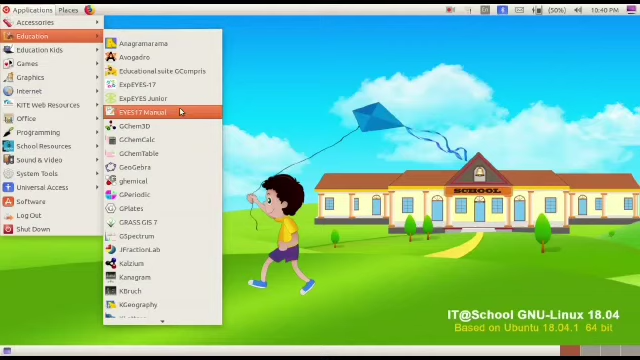 Applications Places
(50%) 10:40 PM
Accessories
Education
Education Kids
Games
Graphics
Internet
KITE Web Resources
Office
Programming
School Resources
Sound & Video
System Tools
Universal Access
Software
Log Out
Shut Down
Anagramarama
Avogadro
Educational suite GCompris
ExpEYES-17
ExpEYES Junior
EYES17 Manual
GChem3D
GChemCalc
GChemTable
GeoGebra
ghemical
GPeriodic
GPlates
GRASS GIS 7
GSpectrum
JFractionLab
Kalzium
Kanagram
KBruch
KGeography
SCHOOL
IT@School GNU-Linux 18.04
Based on Ubuntu 18.04.1 64 bit